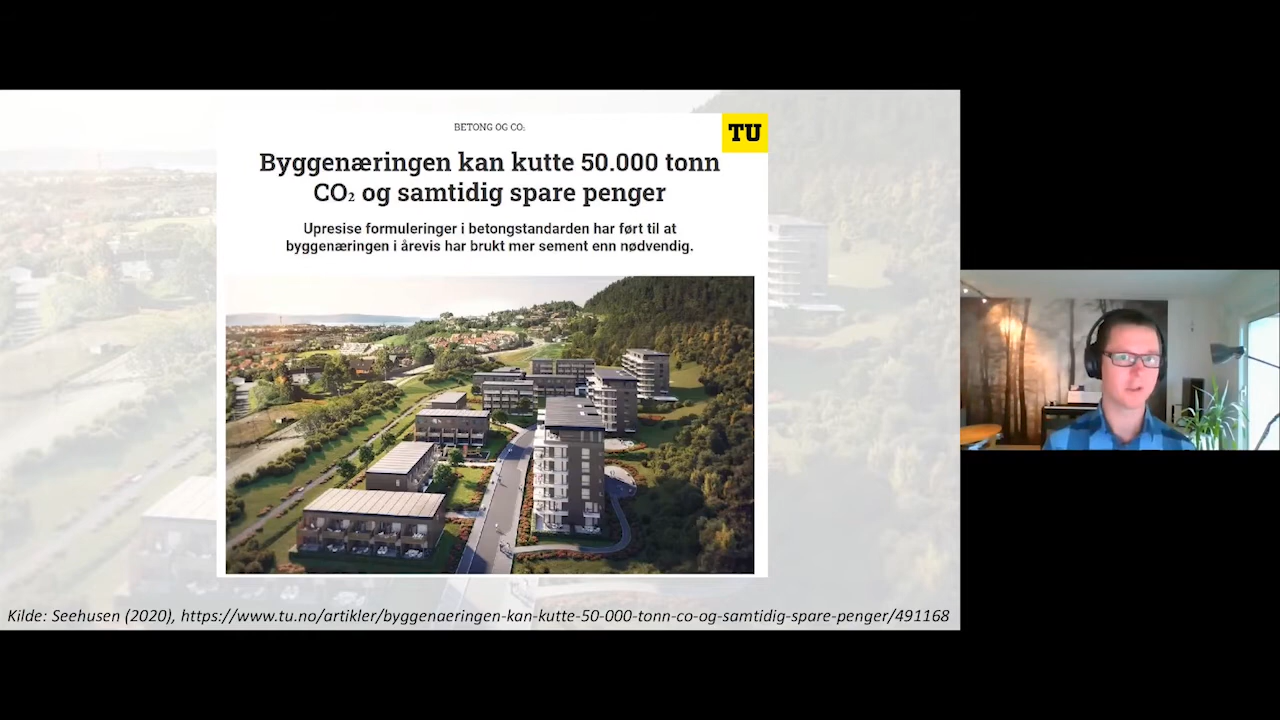 BETONG OG CO₂
TU
Byggenæringen kan kutte 50.000 tonn
CO₂ og samtidig spare penger
Upresise formuleringer i betongstandarden har ført til at
byggenæringen i årevis har brukt mer sement enn nødvendig.
Kilde: Seehusen (2020), https://www.tu.no/artikler/byggenaeringen-kan-kutte-50-000-tonn-co-og-samtidig-spare-penger/491168